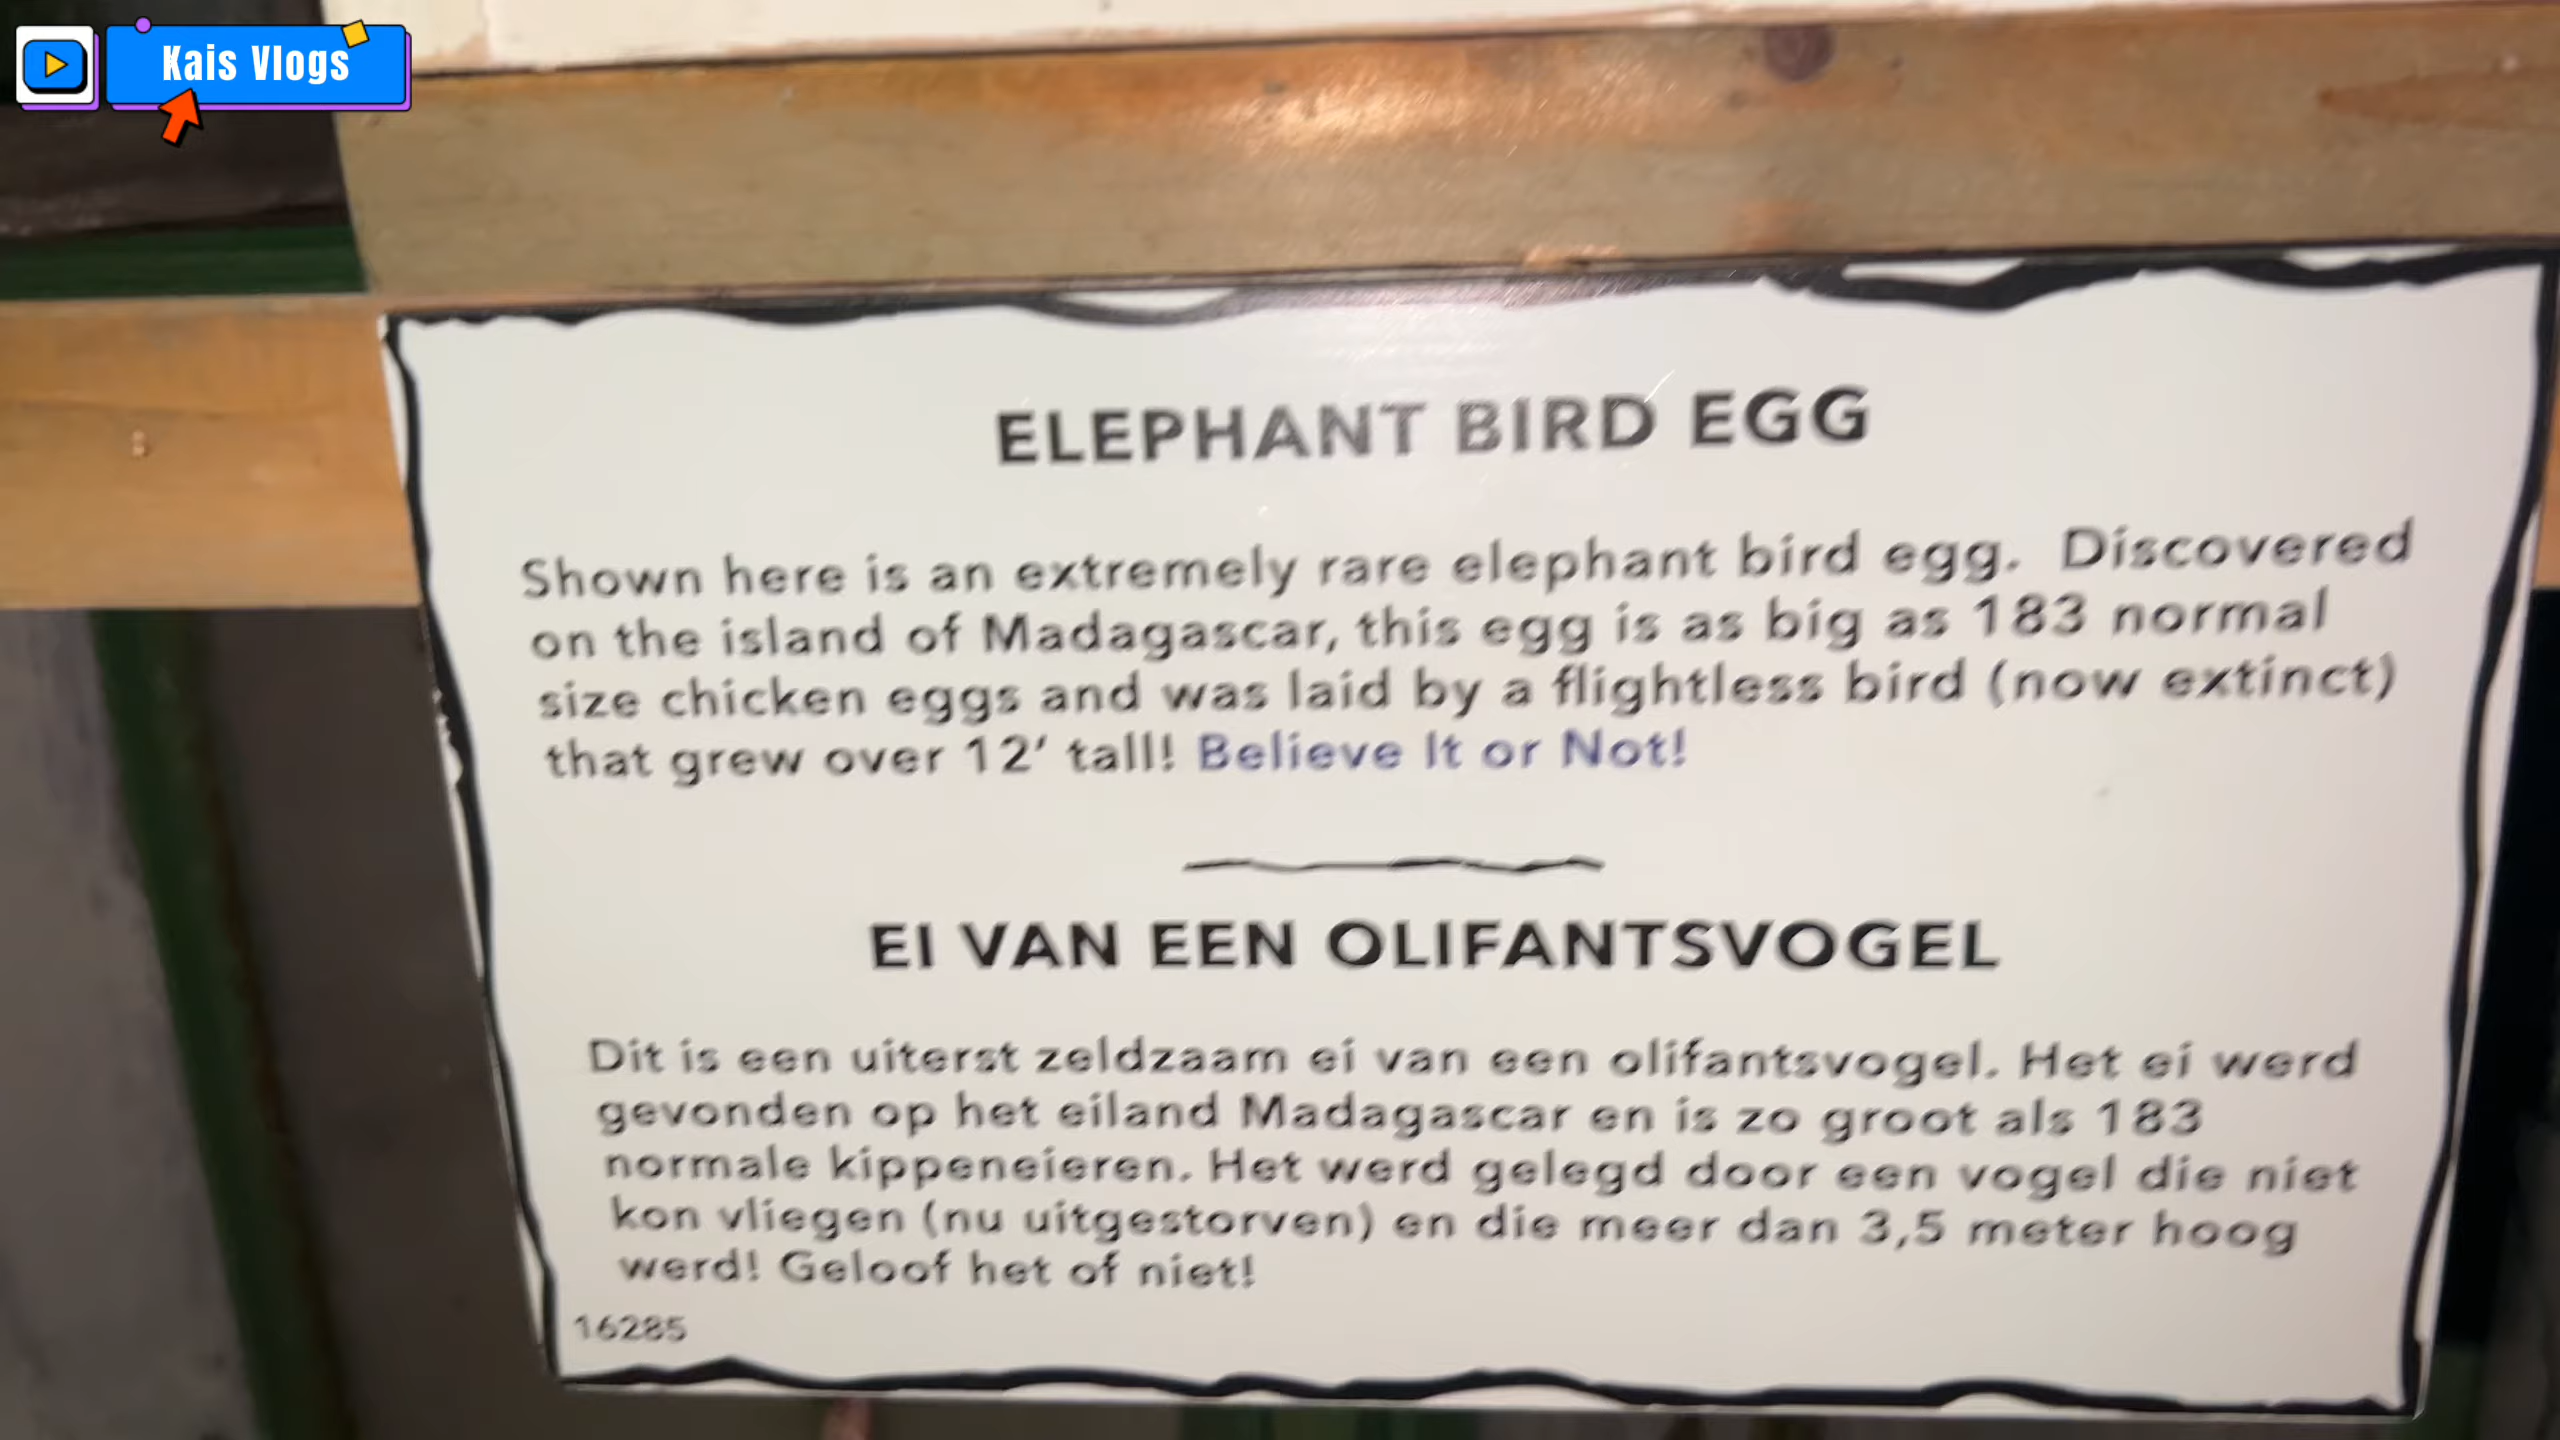 Kais Vlogs
ELEPHANT BIRD EGG
Shown here is an extremely rare elephant bird egg. Discovered
on the island of Madagascar, this egg is as big as 183 normal
size chicken eggs and was laid by a flightless bird (now extinct)
that grew over 12' tall! Believe It or Not!
EI VAN EEN OLIFANTSVOGEL
Dit is een uiterst zeldzaam ei van een olifantsvogel. Het ei werd
gevonden op het eiland Madagascar en is zo groot als 183
normale kippeneieren. Het werd gelegd door een vogel die niet
kon vliegen (nu uitgestorven) en die meer dan 3,5 meter hoog
werd! Geloof het of niet!
16285